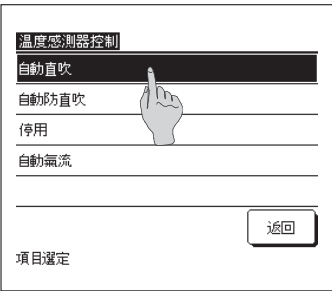 溫度感測器控制
自動直吹
自動防直吹
停用
自動氣流
返回
項目選定